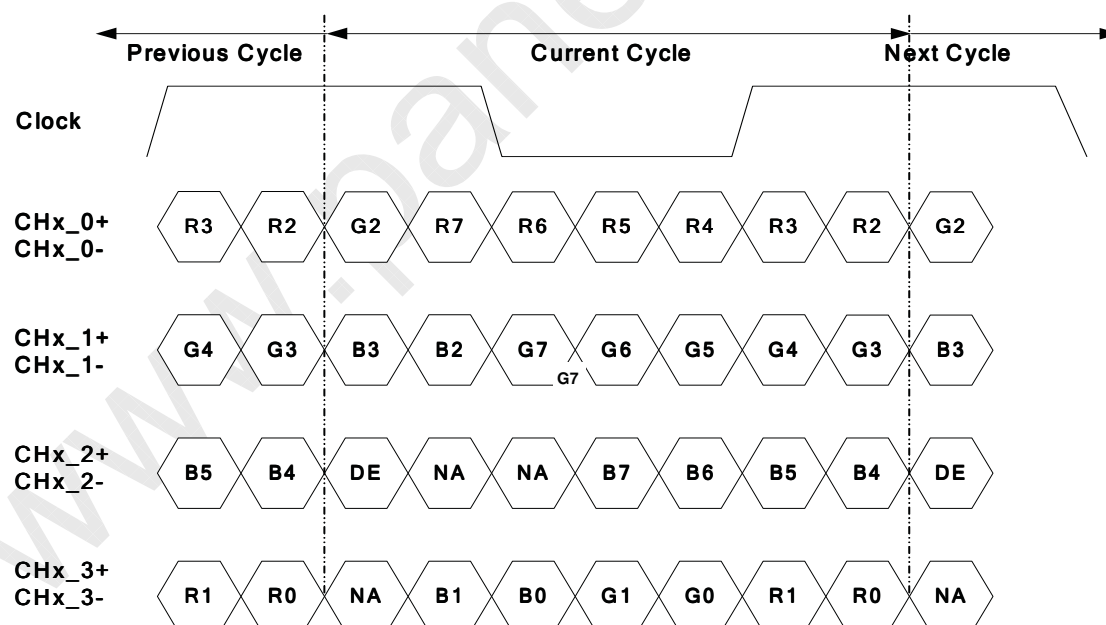 Previous Cycle Current Cycle Next Cycle
Clock
CHx_0+
CHx_0-
R3 R2 G2 R7 R6 R5 R4 R3 R2 G2
CHx_1+
CHx_1-
G4 G3 B3 B2 G7 G6 G5 G4 G3 B3
G7
CHx_2+
CHx_2-
B5 B4 DE NA NA B7 B6 B5 B4 DE
CHx_3+
CHx_3-
R1 R0 NA B1 B0 G1 G0 R1 R0 NA
www.pane